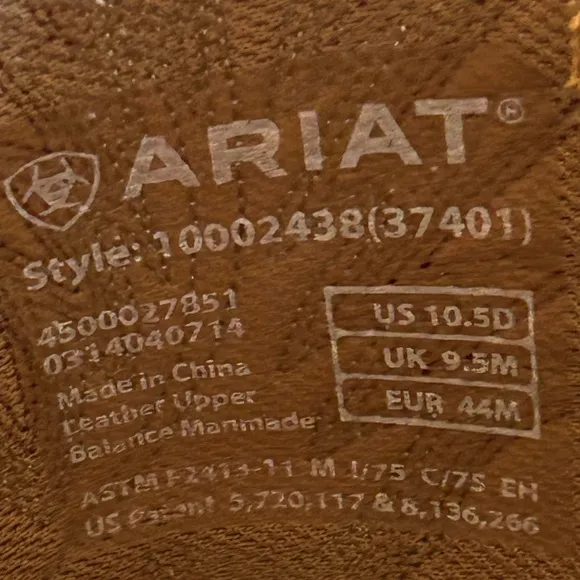 ARIAT®
Style: 10002438(37401)
4500027851
0314040714
Made in China
Leather Upper
Balance Manmade
US 10.5D
UK 9.5M
EUR 44M
ASTM F2413-11 M I/75 C/75 EH
US Patent 5,720,117 & 8,136,266